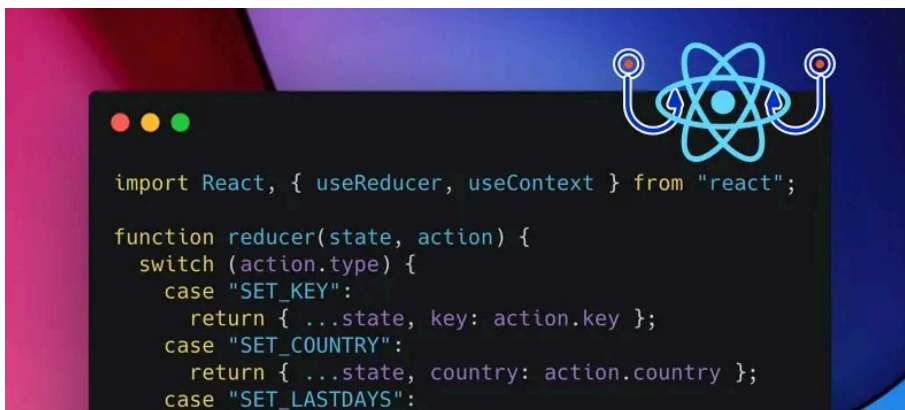 import React, { useReducer, useContext } from "react";
function reducer(state, action) {
switch (action.type) {
case "SET_KEY":
return { ...state, key: action.key };
case "SET_COUNTRY":
return { ...state, country: action.country };
case "SET_LASTDAYS":